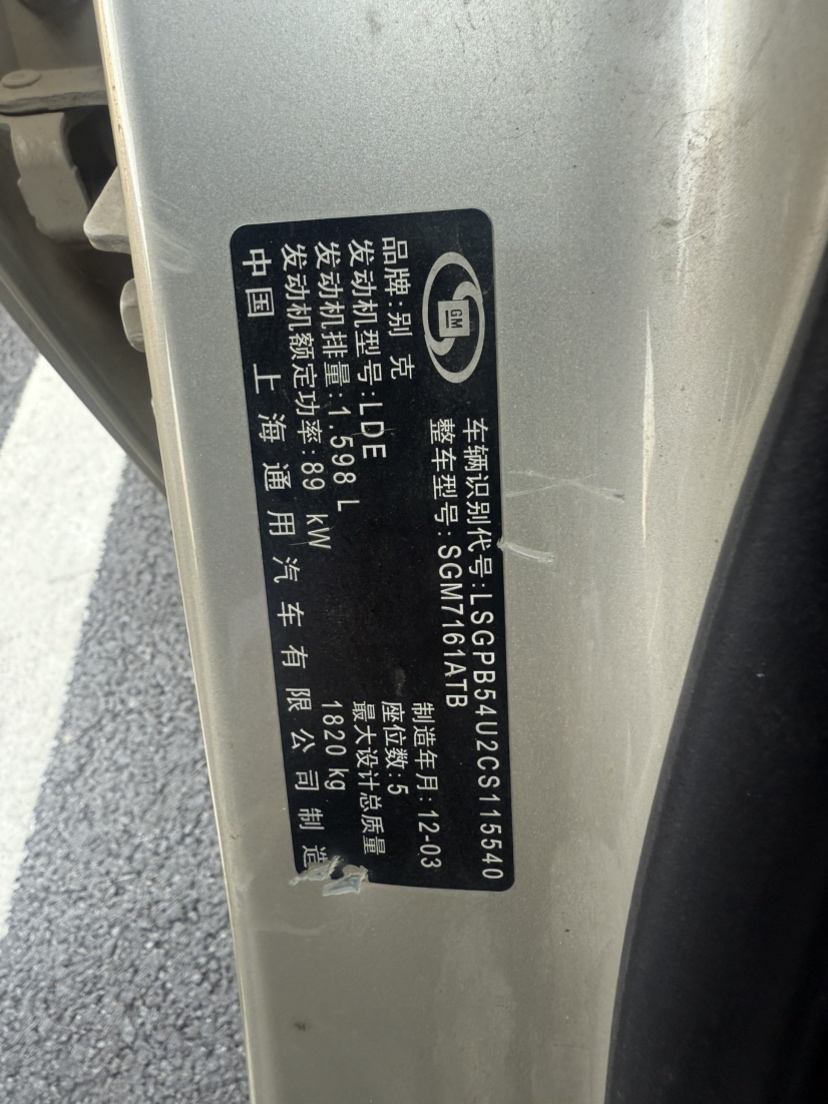 GM
车辆识别代号:LSGPB54U2CS115540
整车型号:SGM7161ATB
品牌:别 克
制造年月:12-03
发动机型号:LDE
座位数:5
发动机排量:1.598 L
最大设计总质量
发动机额定功率:89 kW
1820 kg
中国 上海通用汽车有限公司制造